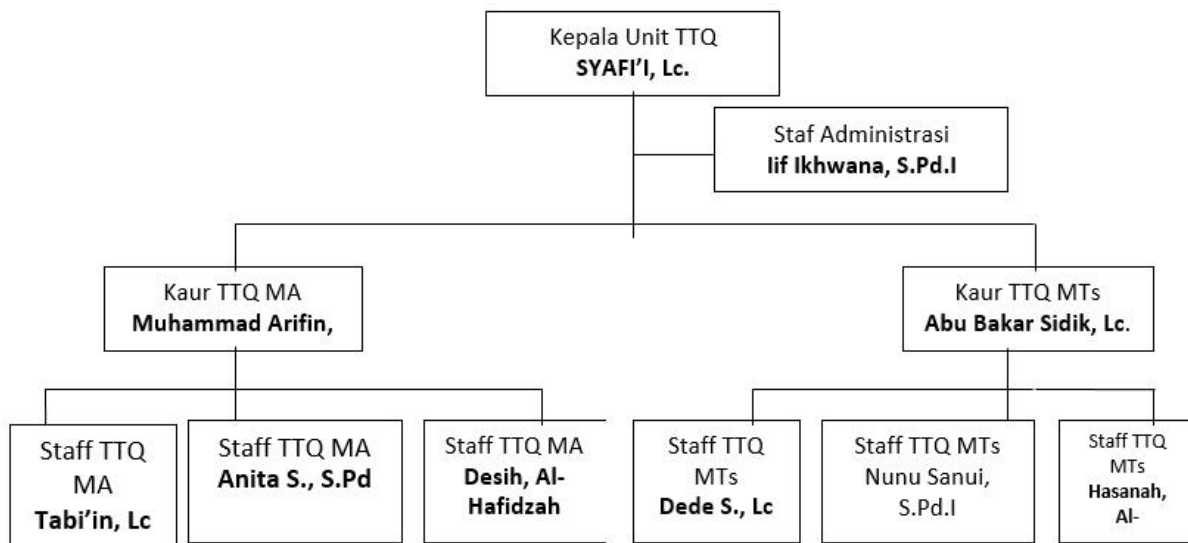 Kepala Unit TTQ
SYAFI'I, Lc.
Staf Administrasi
Iif Ikhwana, S.Pd.I
Kaur TTQ MA
Muhammad Arifin,
Kaur TTQ MTs
Abu Bakar Sidik, Lc.
Staff TTQ
MA
Tabi'in, Lc
Staff TTQ MA
Anita S., S.Pd
Staff TTQ MA
Desih, Al-
Hafidzah
Staff TTQ
MTs
Dede S., Lc
Staff TTQ MTs
Nunu Sanui,
S.Pd.I
Staff TTQ
MTs
Hasanah,
Al-